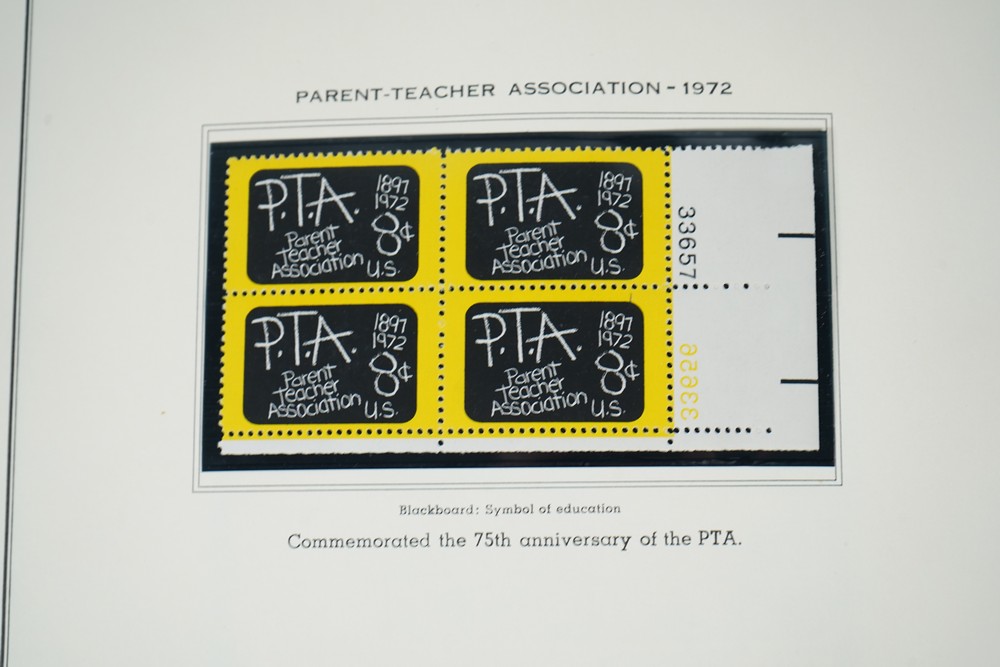 PARENT-TEACHER ASSOCIATION - 1972
P.T.A.
1897
1972
8¢
Parent
Teacher
Association
U.S.
P.T.A.
1897
1972
8¢
Parent
Teacher
Association
U.S.
33657
P.T.A.
1897
1972
8¢
Parent
Teacher
Association
U.S.
P.T.A.
1897
1972
8¢
Parent
Teacher
Association
U.S.
Blackboard: Symbol of education
Commemorated the 75th anniversary of the PTA.